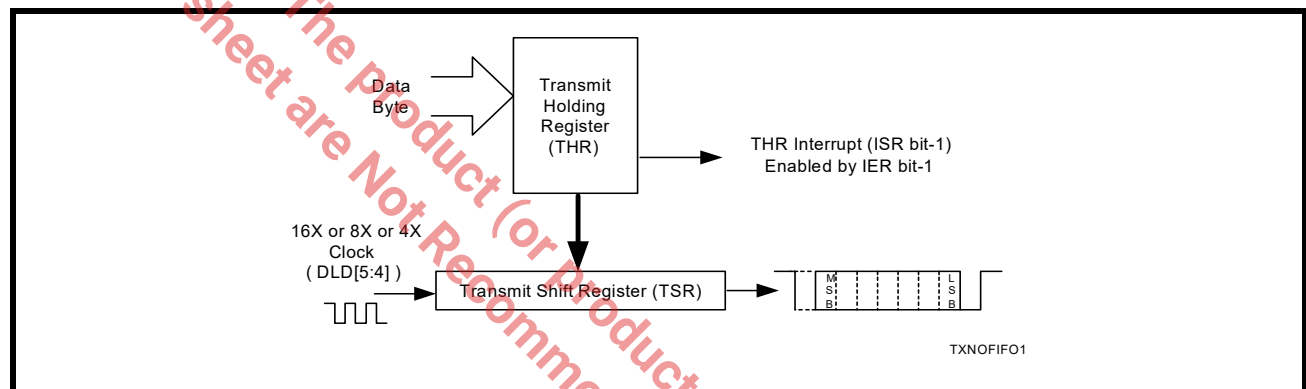 The product (or product
sheet are Not Recomme
Data
Byte
Transmit
Holding
Register
(THR)
THR Interrupt (ISR bit-1)
Enabled by IER bit-1
16X or 8X or 4X
Clock
( DLD[5:4] )
Transmit Shift Register (TSR)
M
S
B
L
S
B
TXNOFIFO1